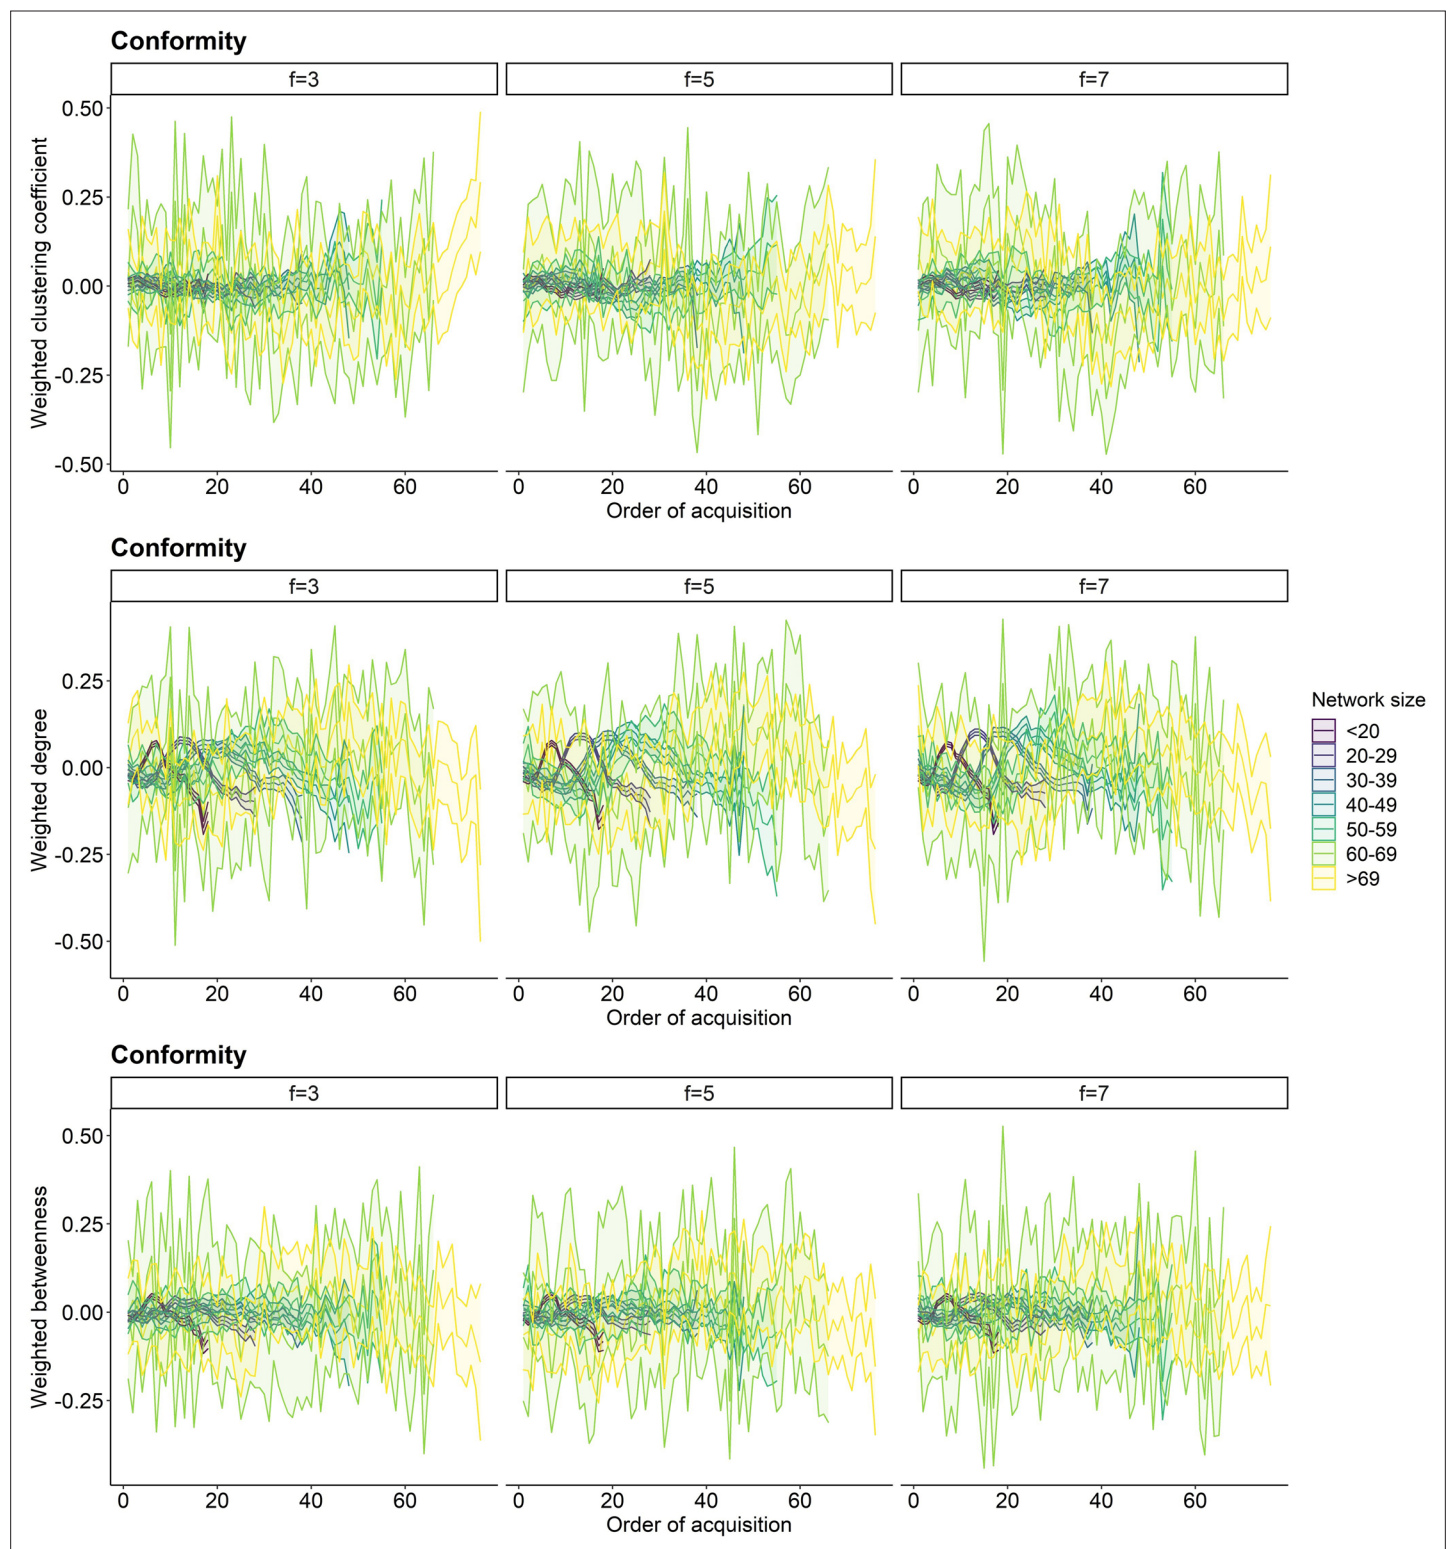 Conformity
f=3 f=5 f=7
Weighted clustering coefficient
0.50
0.25
0.00
-0.25
-0.50
0 20 40 60 0 20 40 60 0 20 40 60
Order of acquisition
Conformity
f=3 f=5 f=7
Weighted degree
0.25
0.00
-0.25
-0.50
0 20 40 60 0 20 40 60 0 20 40 60
Order of acquisition
Network size
<20
20-29
30-39
40-49
50-59
60-69
>69
Conformity
f=3 f=5 f=7
Weighted betweenness
0.50
0.25
0.00
-0.25
0 20 40 60 0 20 40 60 0 20 40 60
Order of acquisition